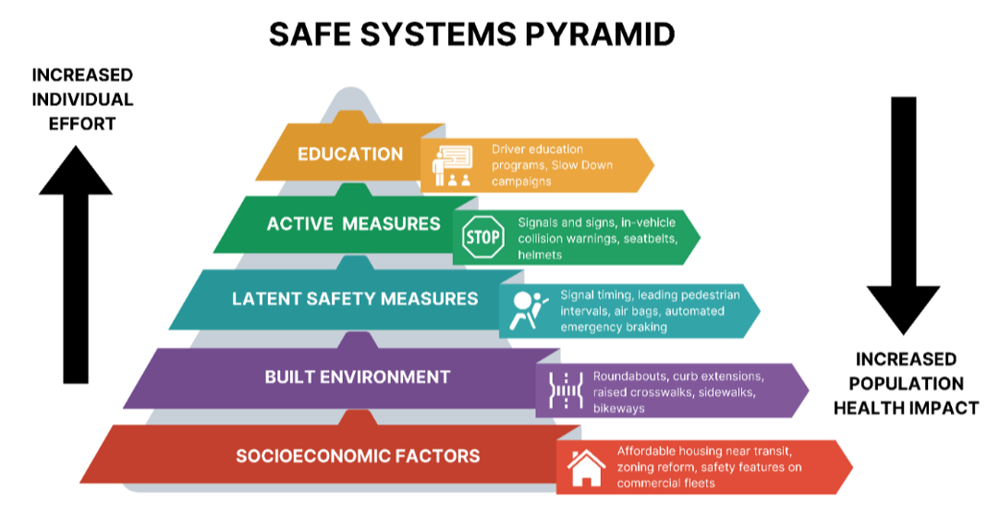 SAFE SYSTEMS PYRAMID
INCREASED
INDIVIDUAL
EFFORT
EDUCATION
Driver education
programs, Slow Down
campaigns
ACTIVE MEASURES
STOP
Signals and signs, in-vehicle
collision warnings, seatbelts,
helmets
LATENT SAFETY MEASURES
Signal timing, leading pedestrian
intervals, air bags, automated
emergency braking
BUILT ENVIRONMENT
Roundabouts, curb extensions,
raised crosswalks, sidewalks,
bikeways
SOCIOECONOMIC FACTORS
Affordable housing near transit,
zoning reform, safety features on
commercial fleets
INCREASED
POPULATION
HEALTH IMPACT